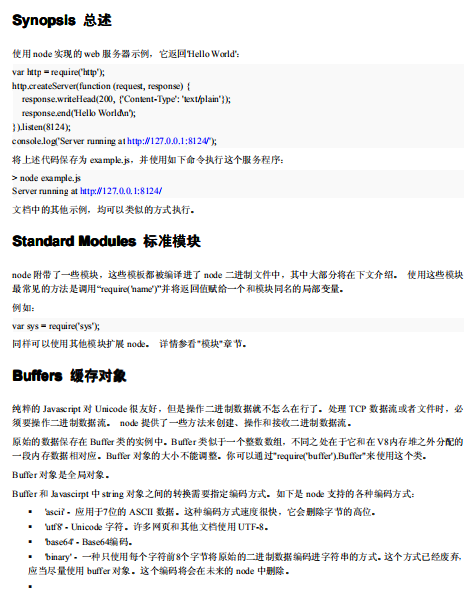 Synopsis 总述
使用 node 实现的 web 服务器示例，它返回'Hello World':
var http = require('http');
http.createServer(function (request, response) {
response.writeHead(200, {'Content-Type': 'text/plain'});
response.end('Hello World\n');
}).listen(8124);
console.log('Server running at http://127.0.0.1:8124/');
将上述代码保存为 example.js，并使用如下命令执行这个服务程序:
> node example.js
Server running at http://127.0.0.1:8124/
文档中的其他示例，均可以类似的方式执行。
Standard Modules 标准模块
node 附带了一些模块，这些模板都被编译进了 node 二进制文件中，其中大部分将在下文介绍。 使用这些模块
最常见的方法是调用“require('name')”并将返回值赋给一个和模块同名的局部变量。
例如:
var sys = require('sys');
同样可以使用其他模块扩展 node。 详情参看"模块"章节。
Buffers 缓存对象
纯粹的 Javascript 对 Unicode 很友好，但是操作二进制数据就不怎么在行了。处理 TCP 数据流或者文件时，必
须要操作二进制数据流。 node 提供了一些方法来创建、操作和接收二进制数据流。
原始的数据保存在 Buffer 类的实例中。Buffer 类似于一个整数数组，不同之处在于它和在 V8内存堆之外分配的
一段内存数据相对应。Buffer 对象的大小不能调整。你可以通过"require('buffer').Buffer"来使用这个类。
Buffer 对象是全局对象。
Buffer 和 Javascirpt 中 string 对象之间的转换需要指定编码方式。如下是 node 支持的各种编码方式:
▪ 'ascii' - 应用于7位的 ASCII 数据。这种编码方式速度很快，它会删除字节的高位。
▪ 'utf8' - Unicode 字符。许多网页和其他文档使用 UTF-8。
▪ 'base64' - Base64编码。
▪ 'binary' - 一种只使用每个字符前8个字节将原始的二进制数据编码进字符串的方式。这个方式已经废弃，
应当尽量使用 buffer 对象。这个编码将会在未来的 node 中删除。
▪